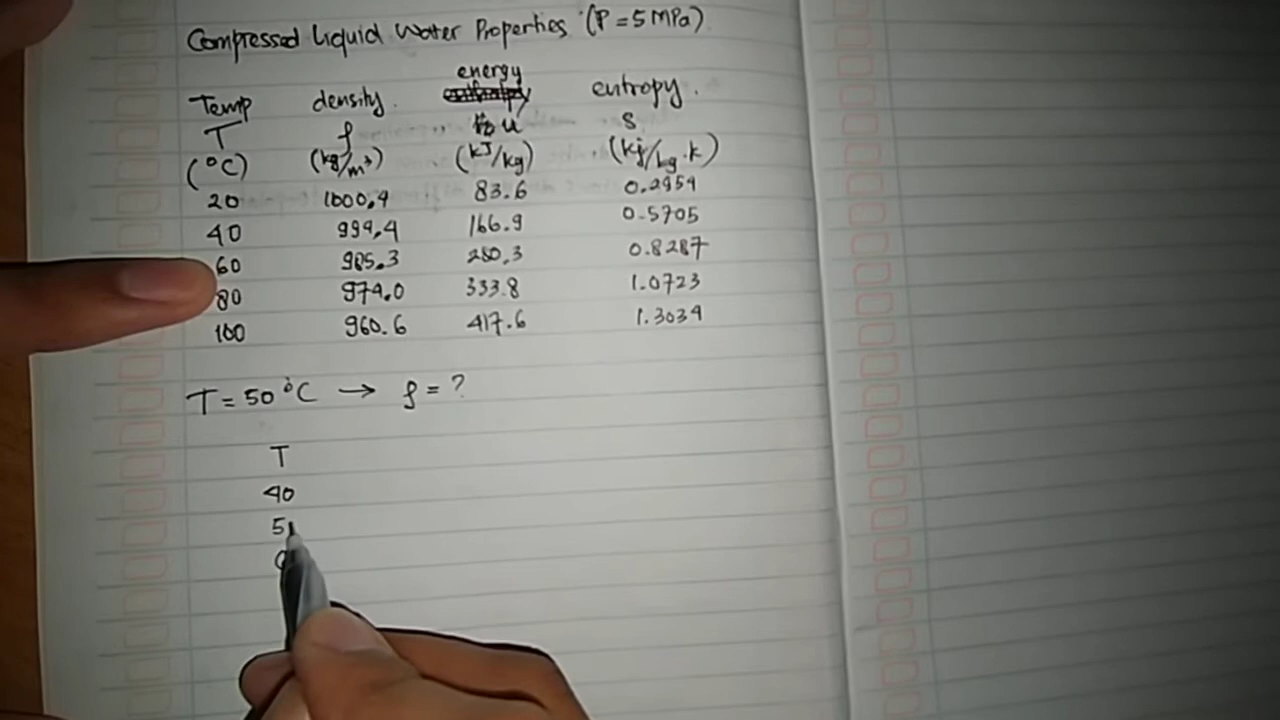 Compressed Liquid Water Properties (P = 5 MPa)
energy
Temp density. entropy.
T ρ u s
(°C) (kg/m³) (kJ/kg) (kj/kg.k)
20 1000,4 83.6 0.2954
40 994,4 166.9 0.5705
60 985.3 250.3 0.8287
80 974.0 333.8 1.0723
100 960.6 417.6 1.3034
T = 50°C → ρ = ?
T
40
5